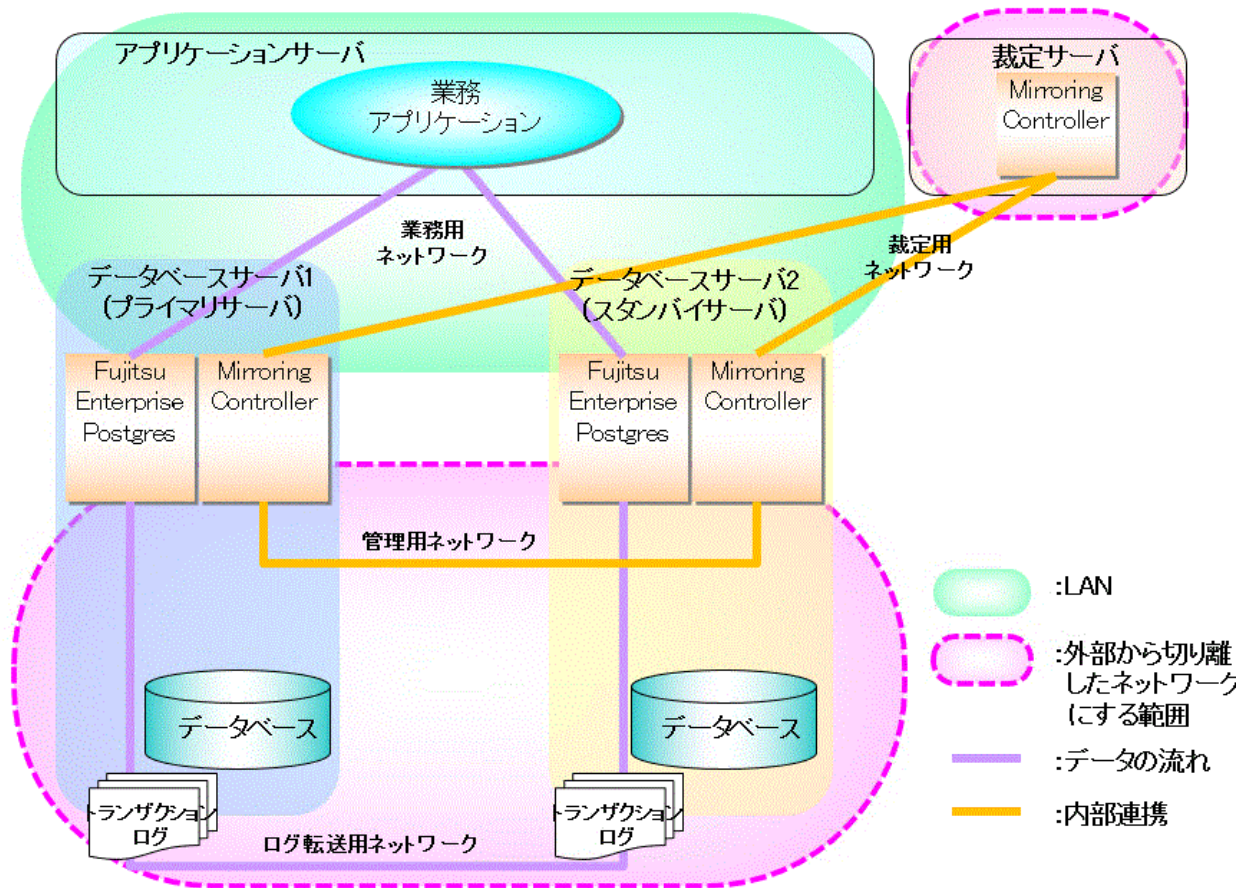 アプリケーションサーバ
業務
アプリケーション
裁定サーバ
Mirroring
Controller
業務用
ネットワーク
裁定用
ネットワーク
データベースサーバ1
(プライマリサーバ)
データベースサーバ2
(スタンバイサーバ)
Fujitsu
Enterprise
Postgres
Mirroring
Controller
Fujitsu
Enterprise
Postgres
Mirroring
Controller
管理用ネットワーク
データベース
データベース
トランザクション
ログ
トランザクション
ログ
ログ転送用ネットワーク
:LAN
:外部から切り離
したネットワーク
にする範囲
:データの流れ
:内部連携